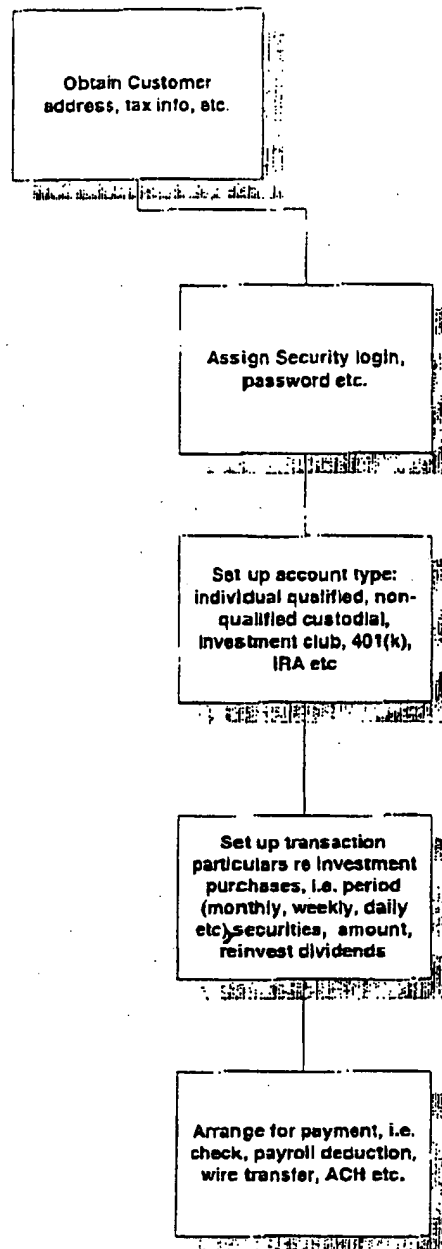 Obtain Customer
address, tax info, etc.
Assign Security login,
password etc.
Set up account type:
individual qualified, non-
qualified custodial,
investment club, 401(k),
IRA etc
Set up transaction
particulars re investment
purchases, i.e. period
(monthly, weekly, daily
etc),securities, amount,
reinvest dividends
Arrange for payment, i.e.
check, payroll deduction,
wire transfer, ACH etc.